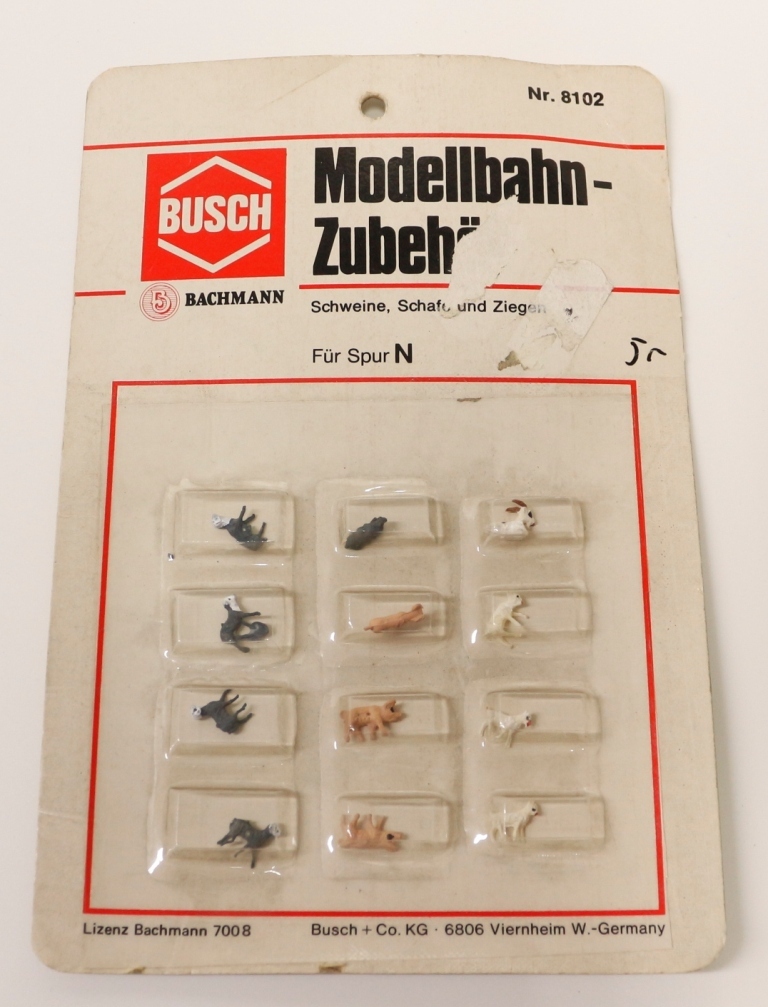 Nr. 8102
BUSCH
Modellbahn-
Zubehö
B BACHMANN
Schweine, Schafe und Ziegen
Für Spur N
Lizenz Bachmann 7008
Busch + Co. KG · 6806 Viernheim W.-Germany